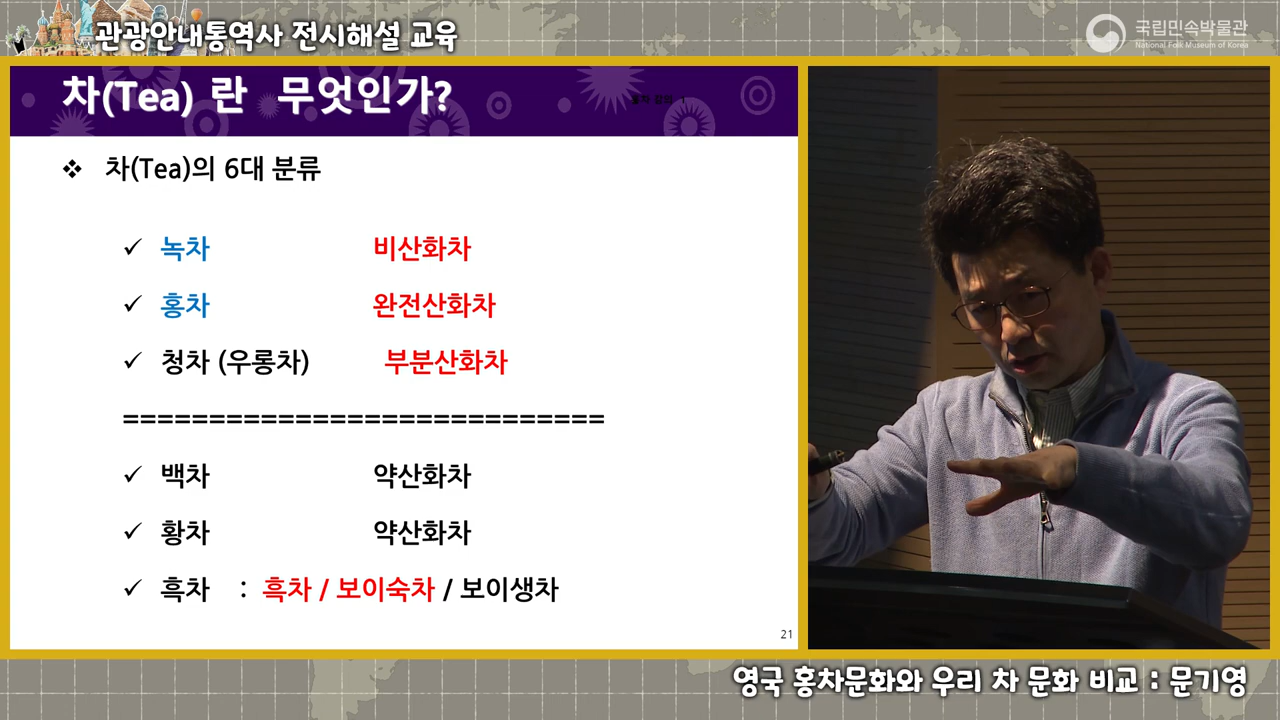 관광안내통역사 전시해설 교육
국립민속박물관
National Folk Museum of Korea
차(Tea) 란 무엇인가?
❖ 차(Tea)의 6대 분류
✓ 녹차 비산화차
✓ 홍차 완전산화차
✓ 청차 (우롱차) 부분산화차
============================
✓ 백차 약산화차
✓ 황차 약산화차
✓ 흑차 : 흑차 / 보이숙차 / 보이생차
21
영국 홍차문화와 우리 차 문화 비교 : 문기영